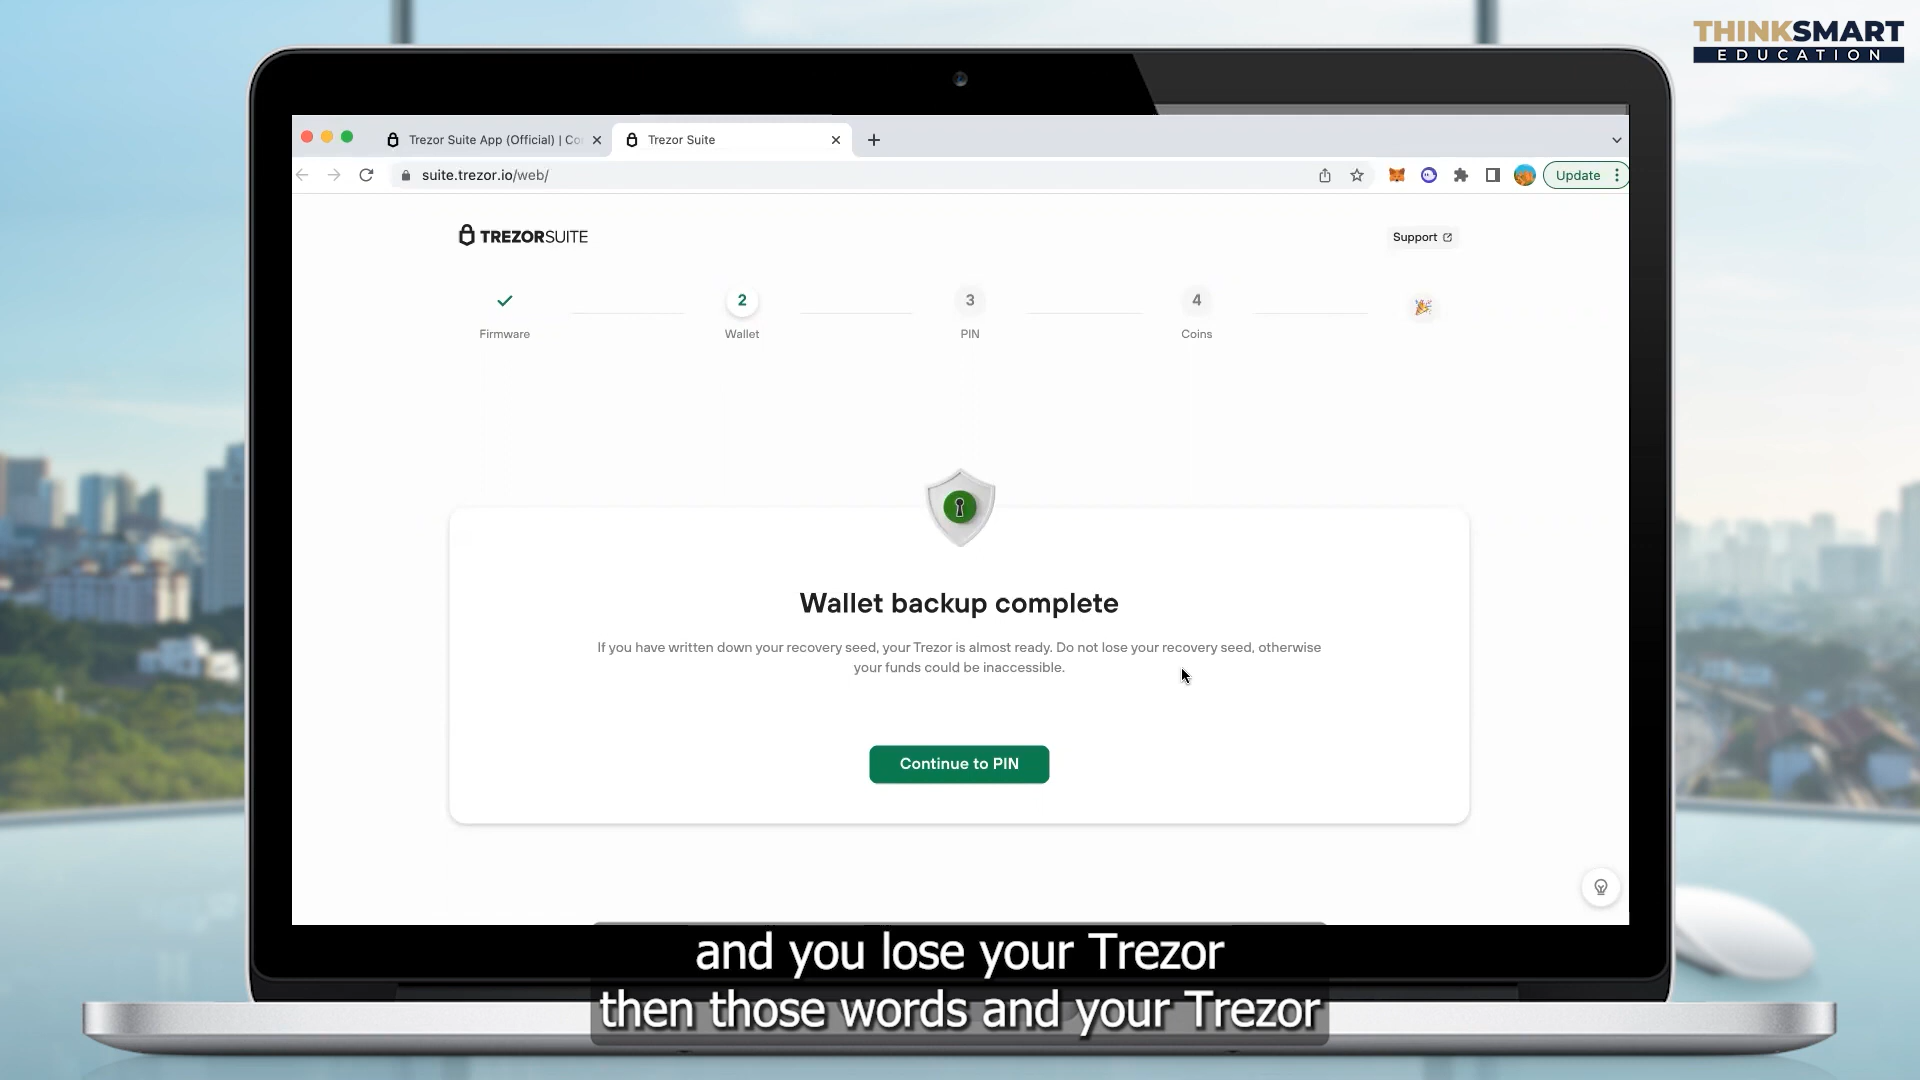 THINKSMART
EDUCATION
Trezor Suite App (Official) | Co
Trezor Suite
suite.trezor.io/web/
Update
TREZORSUITE
Support
2
3
4
Firmware
Wallet
PIN
Coins
Wallet backup complete
If you have written down your recovery seed, your Trezor is almost ready. Do not lose your recovery seed, otherwise
your funds could be inaccessible.
Continue to PIN
and you lose your Trezor
then those words and your Trezor